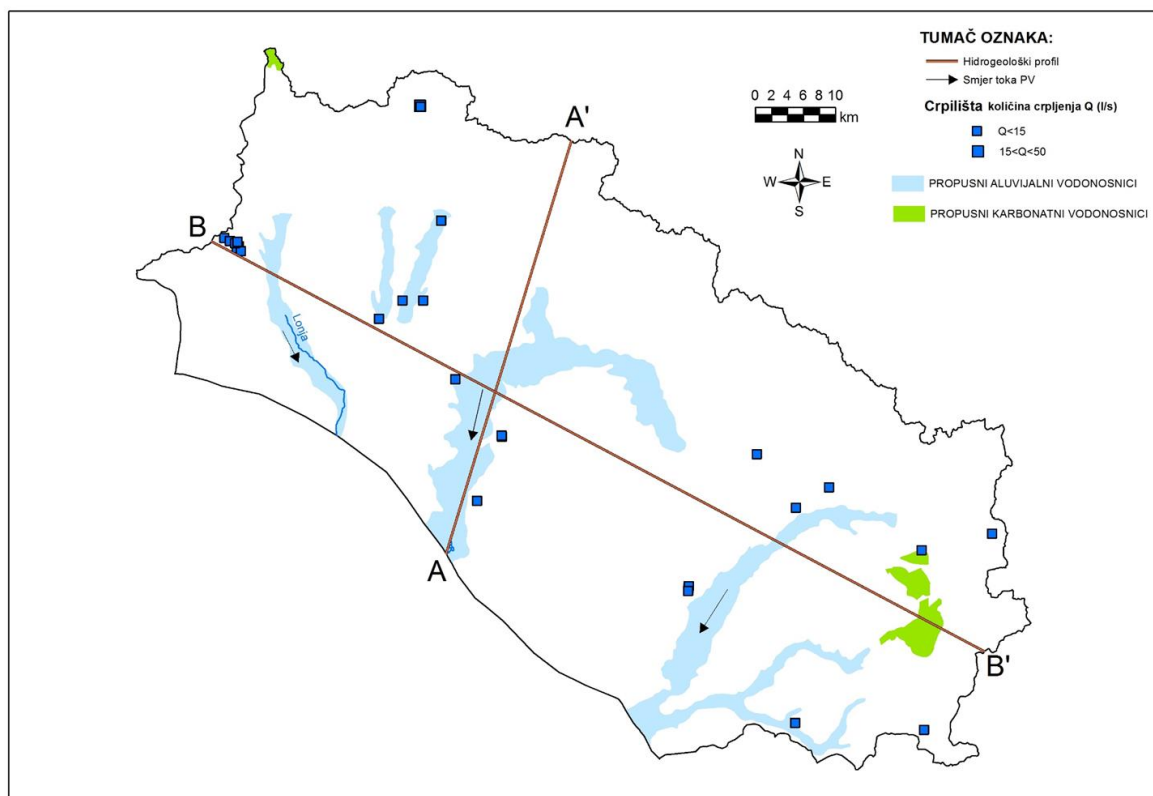 TUMAČ OZNAKA:
Hidrogeološki profil
Smjer toka PV
Crpilišta količina crpljenja Q (l/s)
Q<15
15<Q<50
PROPUSNI ALUVIJALNI VODONOSNICI
PROPUSNI KARBONATNI VODONOSNICI
0 2 4 6 8 10
km
N
W E
S
A'
B
Lonja
A
B'